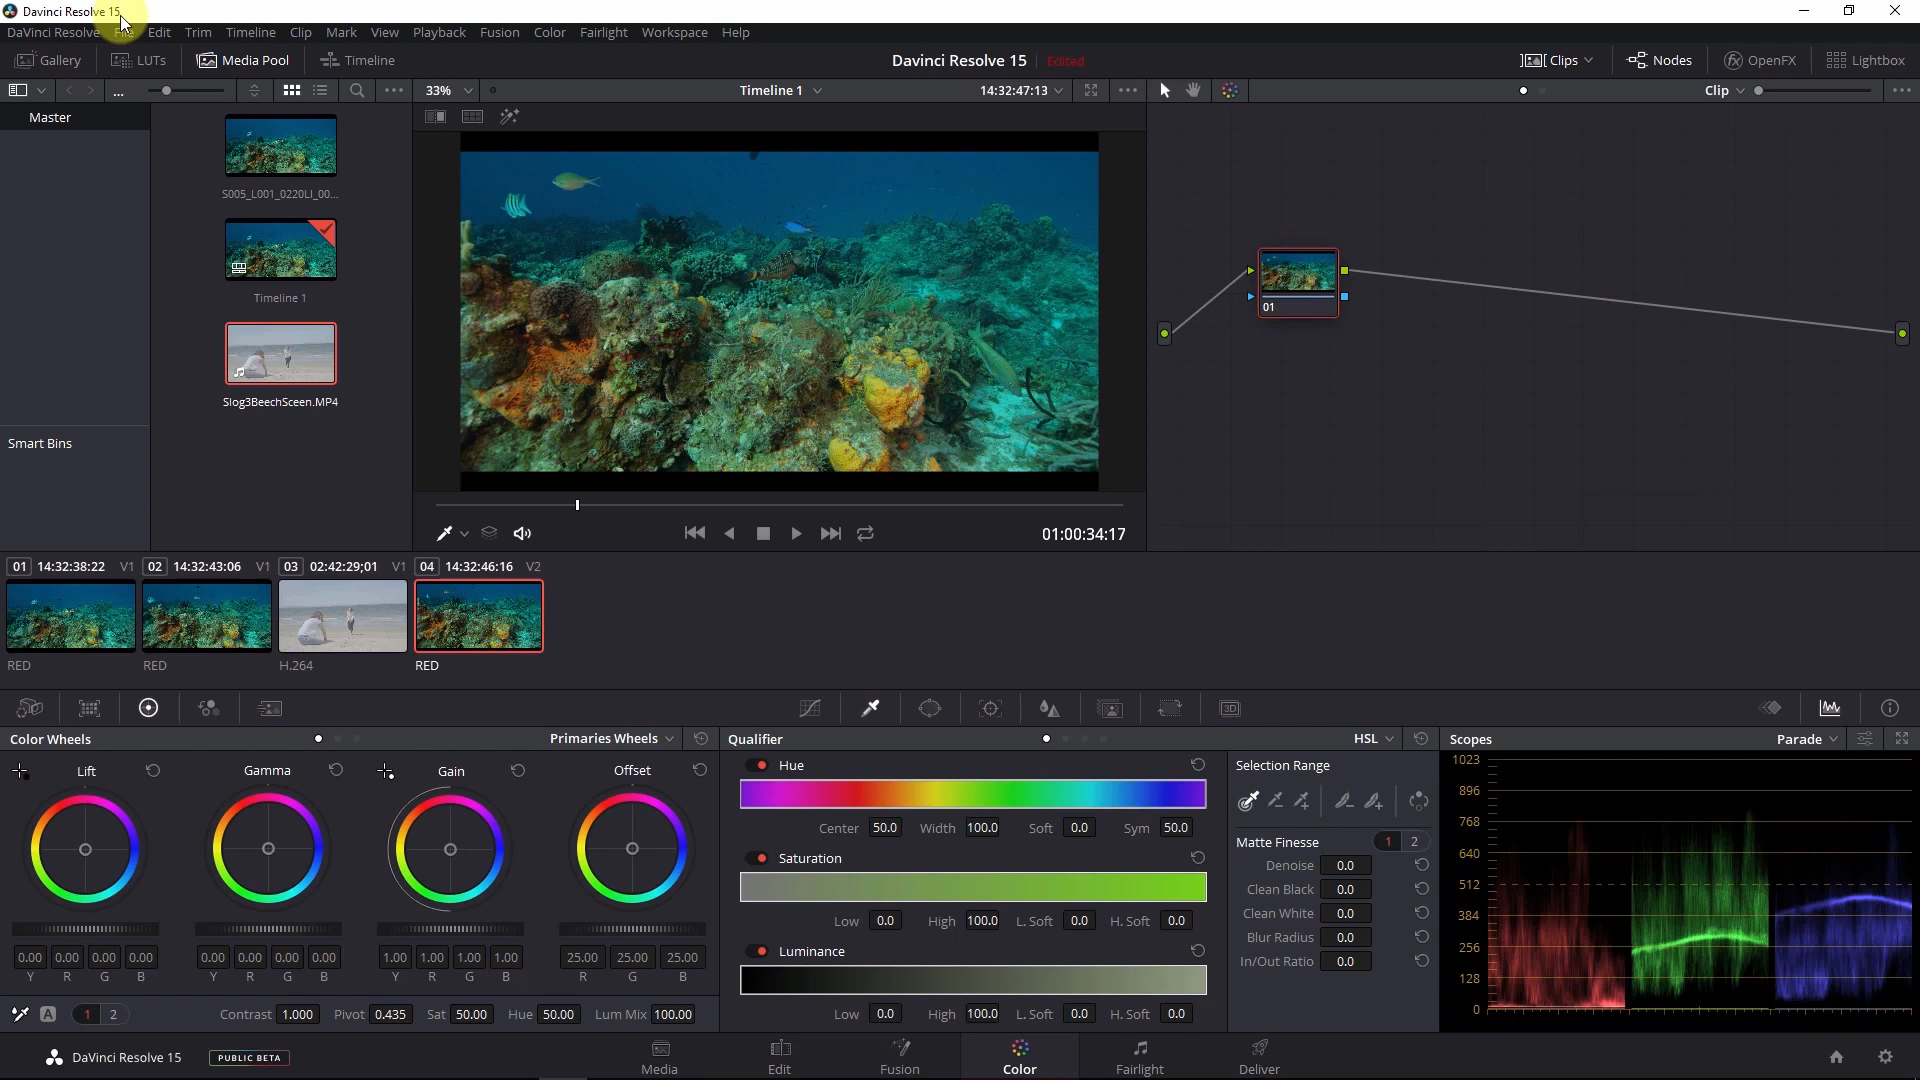 Davinci Resolve 15
DaVinci Resolve File Edit Trim Timeline Clip Mark View Playback Fusion Color Fairlight Workspace Help
Gallery LUTs Media Pool Timeline Davinci Resolve 15 Edited Clips Nodes OpenFX Lightbox
... 33% Timeline 1 14:32:47:13 Clip
Master
S005_L001_0220LI_00...
Timeline 1
01
Slog3BeechSceen.MP4
Smart Bins
01:00:34:17
01 14:32:38:22 V1 02 14:32:43:06 V1 03 02:42:29;01 V1 04 14:32:46:16 V2
RED RED H.264 RED
3D
Color Wheels Primaries Wheels Qualifier HSL Scopes Parade
Lift Gamma Gain Offset
0.00 0.00 0.00 0.00 0.00 0.00 0.00 0.00 1.00 1.00 1.00 1.00 25.00 25.00 25.00
Y R G B Y R G B Y R G B R G B
A 1 2 Contrast 1.000 Pivot 0.435 Sat 50.00 Hue 50.00 Lum Mix 100.00
Hue
Center 50.0 Width 100.0 Soft 0.0 Sym 50.0
Saturation
Low 0.0 High 100.0 L. Soft 0.0 H. Soft 0.0
Luminance
Low 0.0 High 100.0 L. Soft 0.0 H. Soft 0.0
Selection Range
Matte Finesse 1 2
Denoise 0.0
Clean Black 0.0
Clean White 0.0
Blur Radius 0.0
In/Out Ratio 0.0
1023
896
768
640
512
384
256
128
0
DaVinci Resolve 15 PUBLIC BETA Media Edit Fusion Color Fairlight Deliver